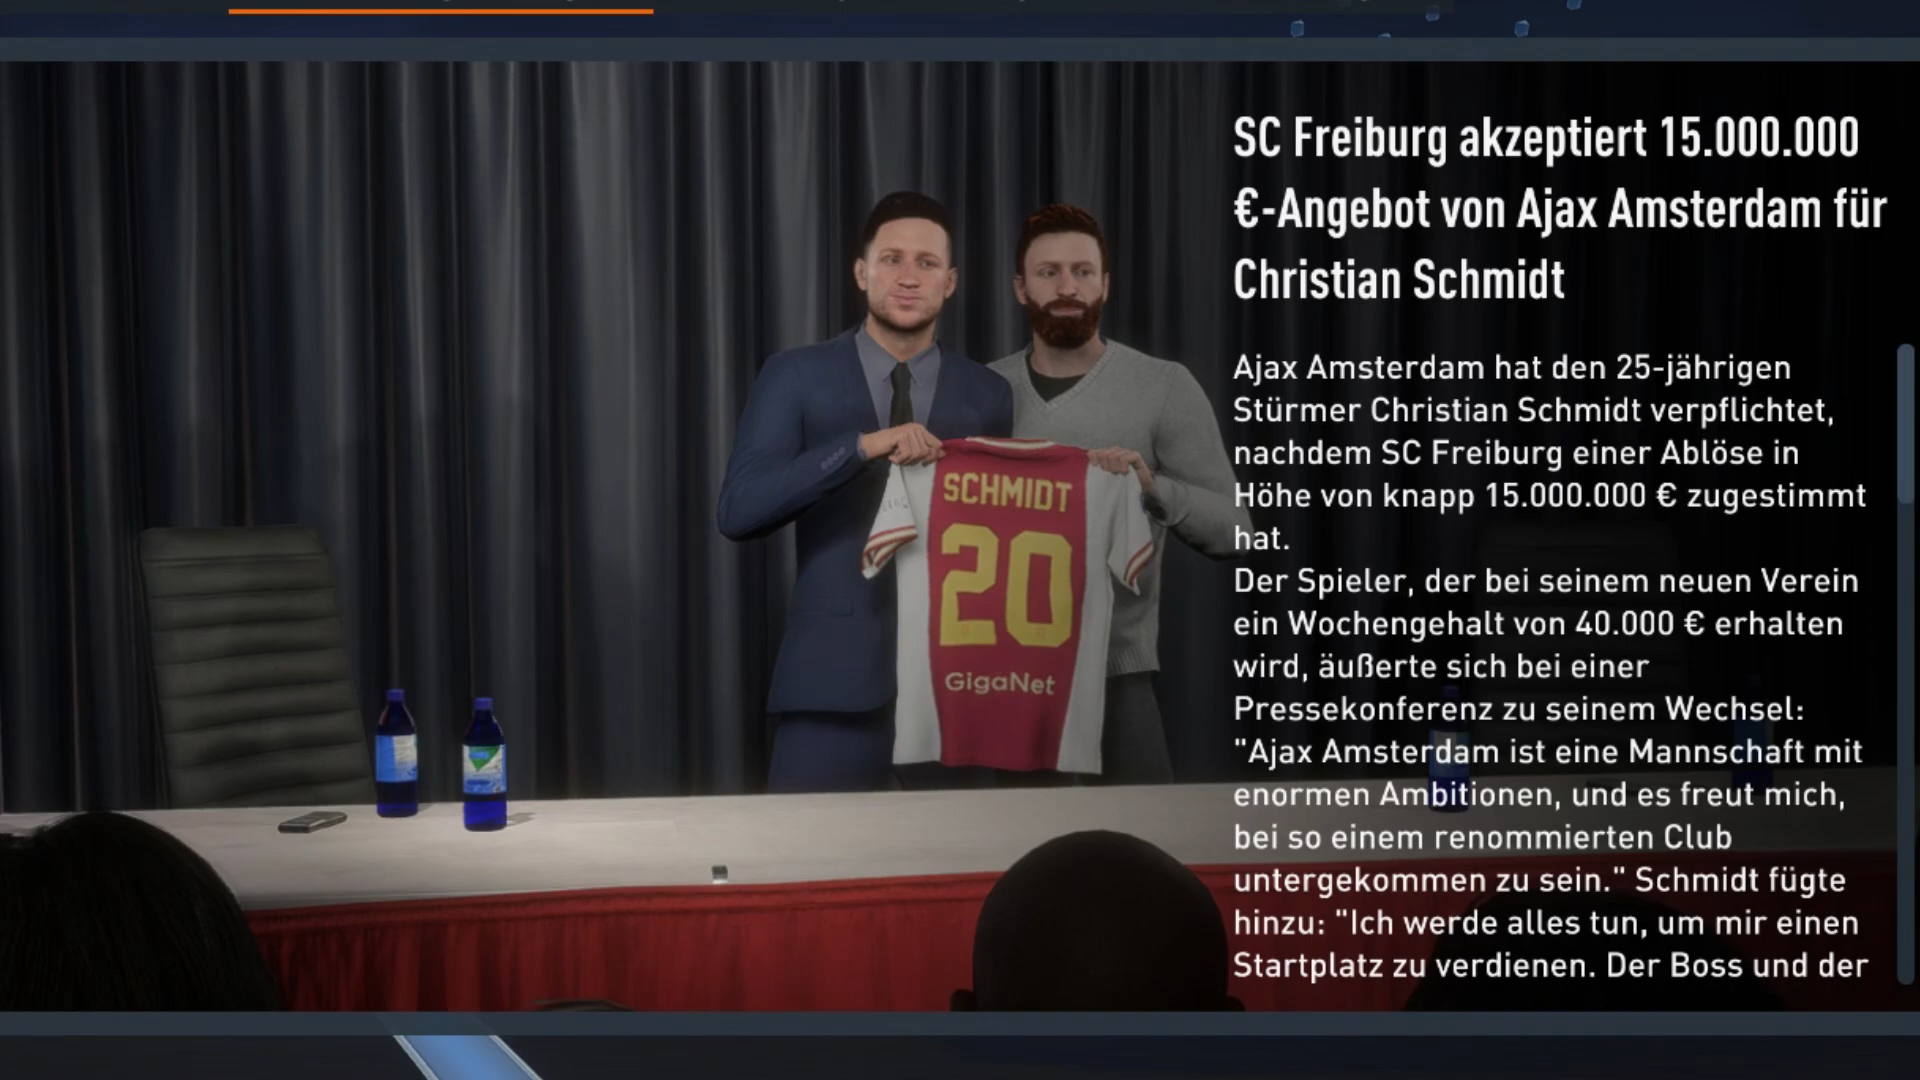 SC Freiburg akzeptiert 15.000.000
€-Angebot von Ajax Amsterdam für
Christian Schmidt
Ajax Amsterdam hat den 25-jährigen
Stürmer Christian Schmidt verpflichtet,
nachdem SC Freiburg einer Ablöse in
Höhe von knapp 15.000.000 € zugestimmt
hat.
Der Spieler, der bei seinem neuen Verein
ein Wochengehalt von 40.000 € erhalten
wird, äußerte sich bei einer
Pressekonferenz zu seinem Wechsel:
"Ajax Amsterdam ist eine Mannschaft mit
enormen Ambitionen, und es freut mich,
bei so einem renommierten Club
untergekommen zu sein." Schmidt fügte
hinzu: "Ich werde alles tun, um mir einen
Startplatz zu verdienen. Der Boss und der
SCHMIDT
20
GigaNet